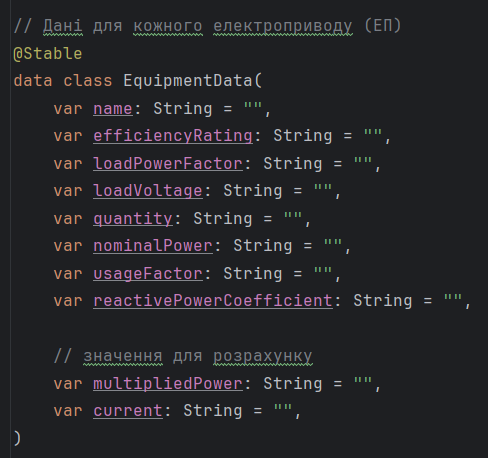 // Дані для кожного електроприводу (ЕП)
@Stable
data class EquipmentData(
    var name: String = "",
    var efficiencyRating: String = "",
    var loadPowerFactor: String = "",
    var loadVoltage: String = "",
    var quantity: String = "",
    var nominalPower: String = "",
    var usageFactor: String = "",
    var reactivePowerCoefficient: String = "",
    // значення для розрахунку
    var multipliedPower: String = "",
    var current: String = "",
)